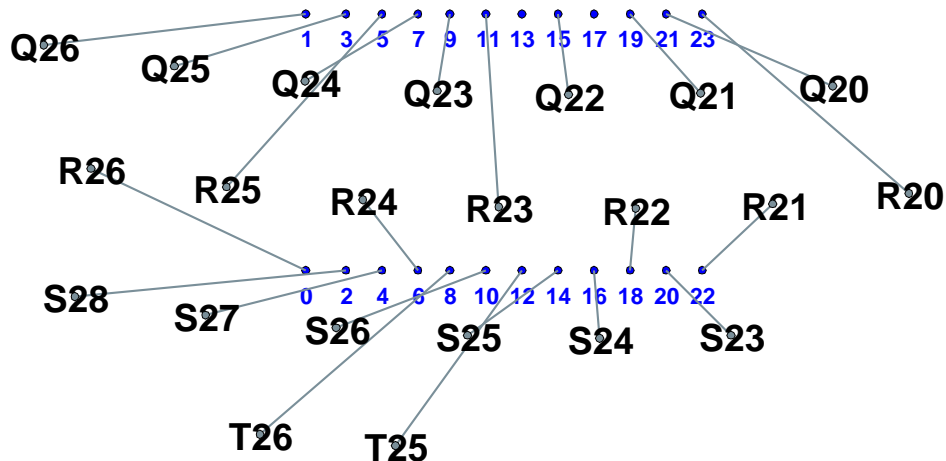 1 3 5 7 9 11 13 15 17 19 21 23
Q26 Q25 Q24 Q23 Q22 Q21 Q20
R26 R25 R24 R23 R22 R21 R20
0 2 4 6 8 10 12 14 16 18 20 22
S28 S27 S26 S25 S24 S23
T26 T25